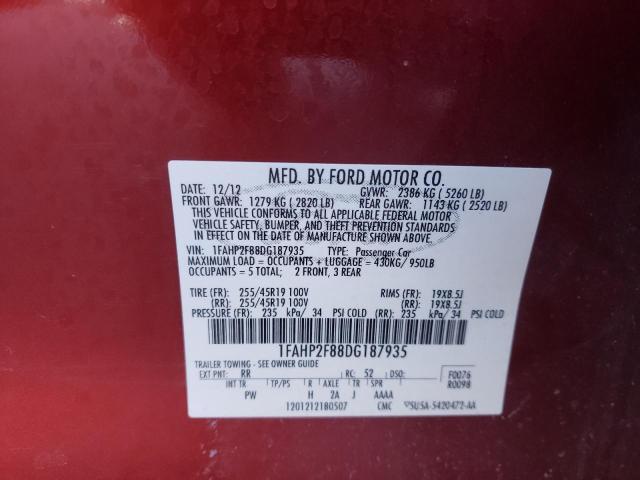 MFD. BY FORD MOTOR CO.
DATE: 12/12 GVWR: 2386 KG ( 5260 LB)
FRONT GAWR: 1279 KG ( 2820 LB) REAR GAWR: 1143 KG ( 2520 LB)
THIS VEHICLE CONFORMS TO ALL APPLICABLE FEDERAL MOTOR
VEHICLE SAFETY, BUMPER, AND THEFT PREVENTION STANDARDS
IN EFFECT ON THE DATE OF MANUFACTURE SHOWN ABOVE.
VIN: 1FAHP2F88DG187935 TYPE: Passenger Car
MAXIMUM LOAD = OCCUPANTS + LUGGAGE = 430KG/ 950LB
OCCUPANTS = 5 TOTAL; 2 FRONT, 3 REAR
TIRE (FR): 255/45R19 100V RIMS (FR): 19X8.5J
(RR): 255/45R19 100V (RR): 19X8.5J
PRESSURE (FR): 235 kPa/ 34 PSI COLD (RR): 235 kPa/ 34 PSI COLD
1FAHP2F88DG187935
TRAILER TOWING - SEE OWNER GUIDE
EXT PNT: RR RC: 52 DSO: F0076
R0098
INT TR TP/PS R AXLE TR SPR
PW H 2A J AAAA
1201212180507 CMC 5U5A-5420472-AA